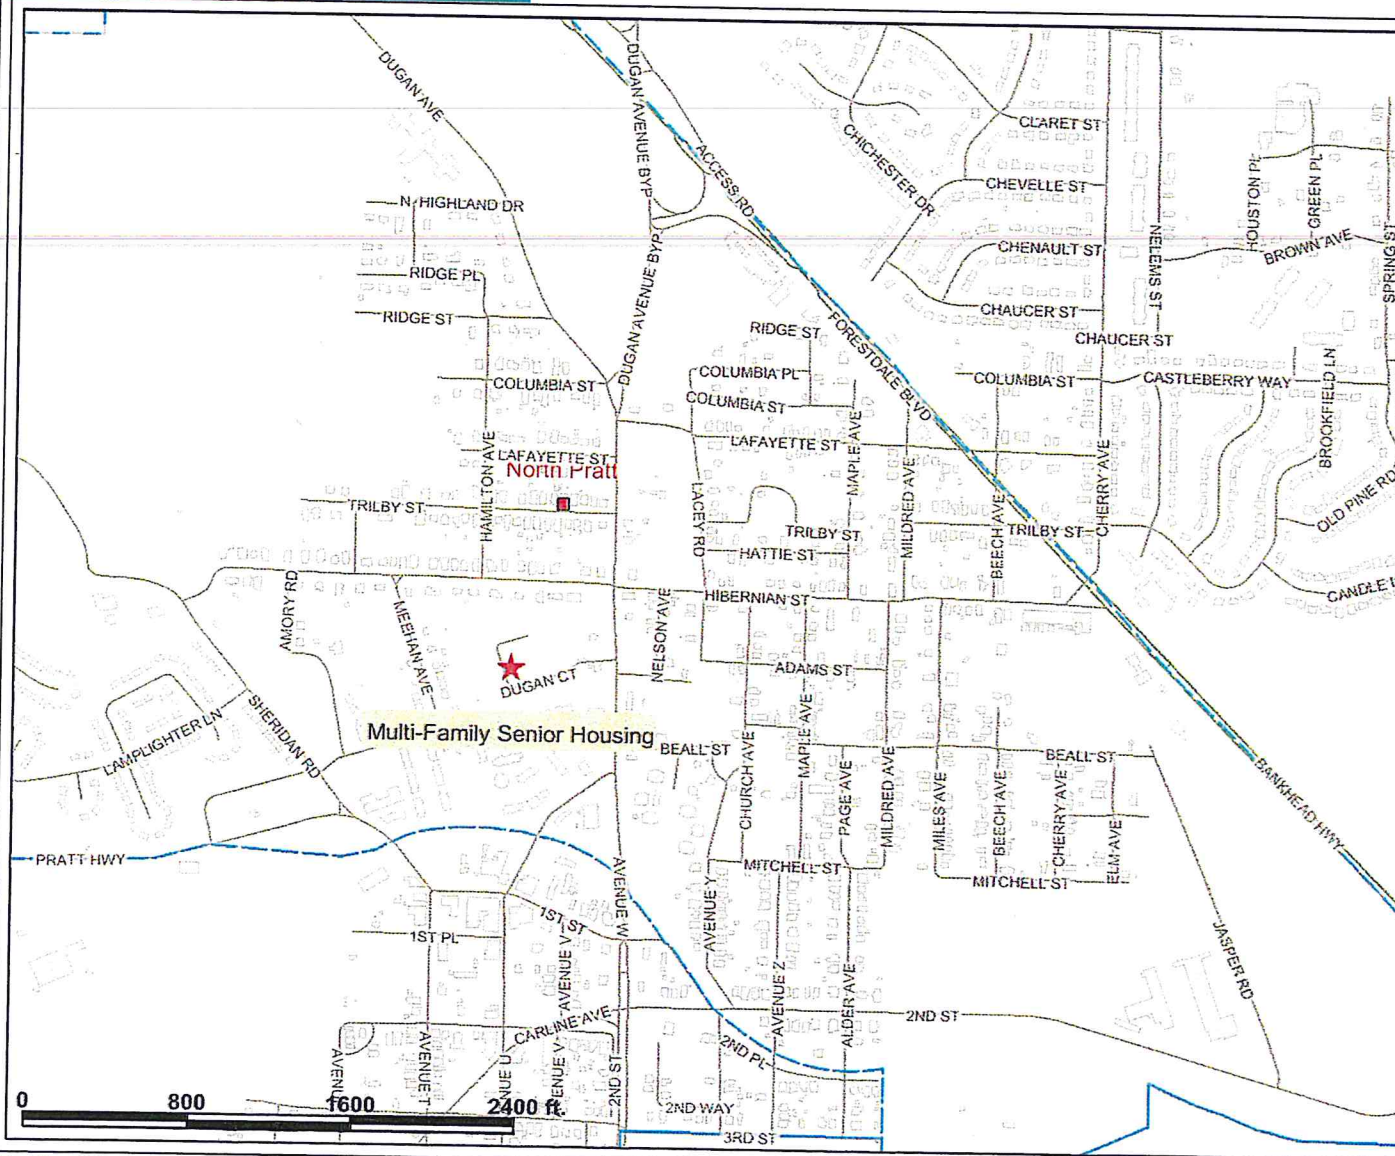 DUGAN AVE
DUGAN AVENUE BYP
ACCESS RD
CLARET ST
CHICHESTER DR
CHEVELLE ST
N HIGHLAND DR
CHENAULT ST
NELEMS ST
HOUSTON PL
GREEN PL
BROWN AVE
SPRING ST
RIDGE PL
DUGAN AVENUE BYP
RIDGE ST
RIDGE ST
FORESTDALE BLVD
CHAUCER ST
CHAUCER ST
COLUMBIA ST
COLUMBIA PL
COLUMBIA ST
COLUMBIA ST
CASTLEBERRY WAY
BROOKFIELD LN
HAMILTON AVE
LAFAYETTE ST
LAFAYETTE ST
MAPLE AVE
MILDRED AVE
BEECH AVE
CHERRY AVE
North Pratt
TRILBY ST
LACEY RD
TRILBY ST
TRILBY ST
OLD PINE RD
HATTIE ST
HIBERNIAN ST
AMORY RD
MEEHAN AVE
NELSON AVE
DUGAN CT
ADAMS ST
LAMPLIGHTER LN
SHERIDAN RD
Multi-Family Senior Housing
BEALL ST
CHURCH AVE
MAPLE AVE
PAGE AVE
MILDRED AVE
MILES AVE
BEECH AVE
CHERRY AVE
ELM AVE
BEALL ST
BANKHEAD HWY
PRATT HWY
MITCHELL ST
MITCHELL ST
AVENUE W
AVENUE Y
1ST ST
1ST PL
AVENUE V
AVENUE Z
ALDER AVE
JASPER RD
2ND ST
CARLINE AVE
2ND PL
AVENUE T
2ND ST
2ND WAY
3RD ST
0 800 1600 2400 ft.